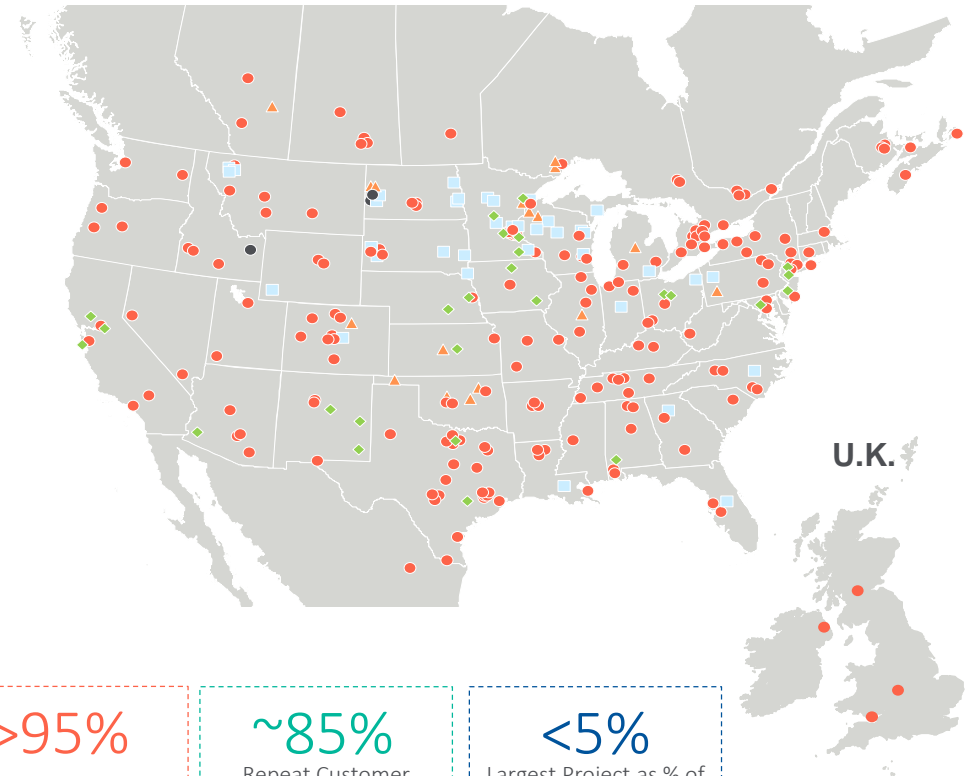 U.K.
>95%
~85%
<5%
Repeat Customer
Largest Project as % of